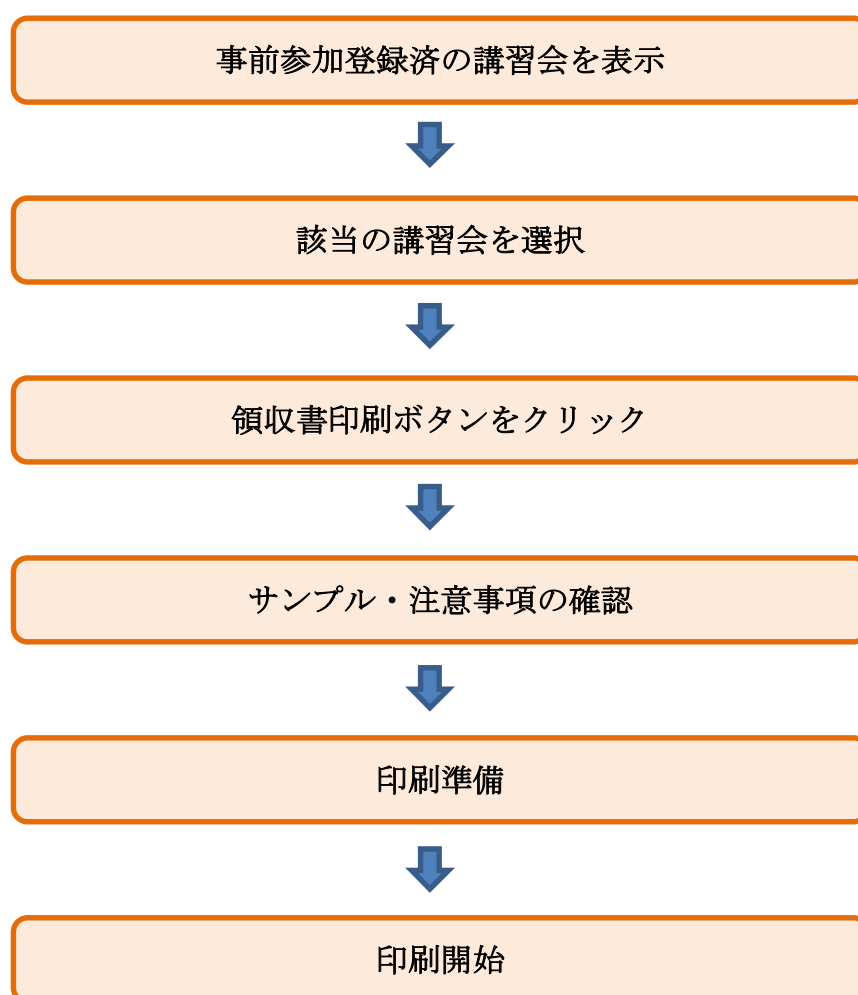 事前参加登録済の講習会を表示
該当の講習会を選択
領収書印刷ボタンをクリック
サンプル・注意事項の確認
印刷準備
印刷開始